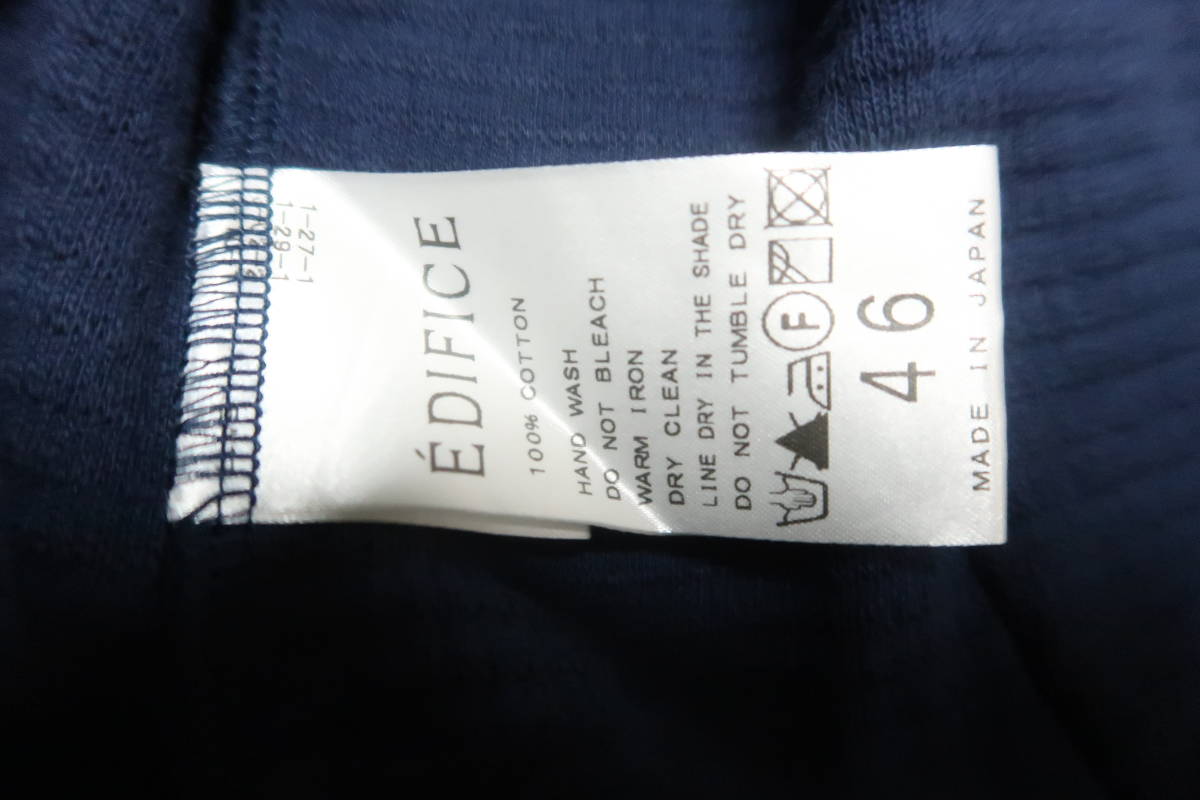 1-27-1
1-29-1
ÉDIFICE
100% COTTON
HAND WASH
DO NOT BLEACH
WARM IRON
DRY CLEAN
LINE DRY IN THE SHADE
DO NOT TUMBLE DRY
F
46
MADE IN JAPAN